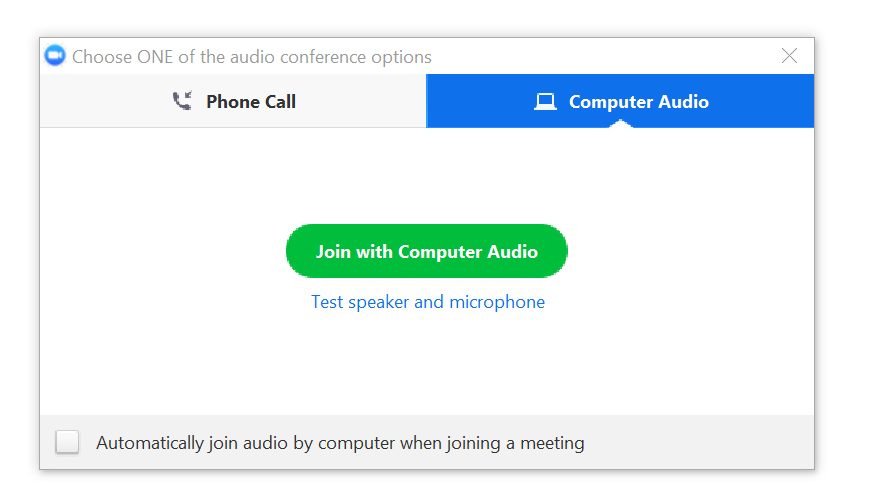 Choose ONE of the audio conference options
Phone Call
Computer Audio
Join with Computer Audio
Test speaker and microphone
Automatically join audio by computer when joining a meeting